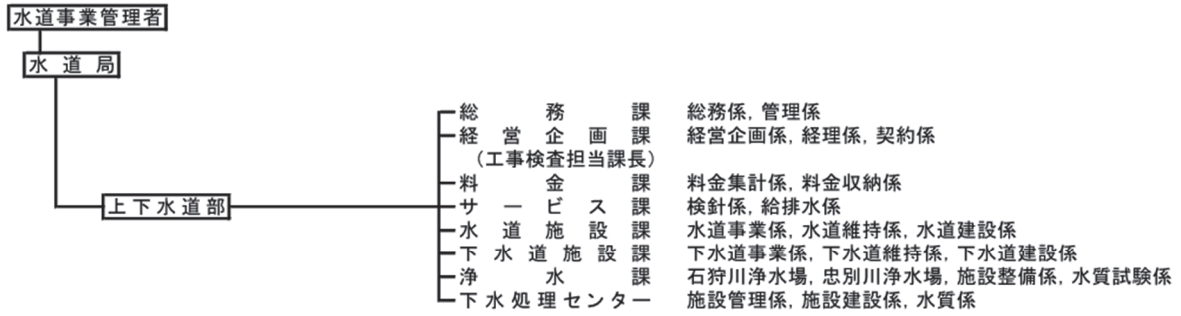 水道事業管理者
水道局
総務課 総務係, 管理係
経営企画課 経営企画係, 経理係, 契約係
(工事検査担当課長)
料金課 料金集計係, 料金収納係
上下水道部 サービス課 検針係, 給排水係
水道施設課 水道事業係, 水道維持係, 水道建設係
下水道施設課 下水道事業係, 下水道維持係, 下水道建設係
浄水課 石狩川浄水場, 忠別川浄水場, 施設整備係, 水質試験係
下水処理センター 施設管理係, 施設建設係, 水質係